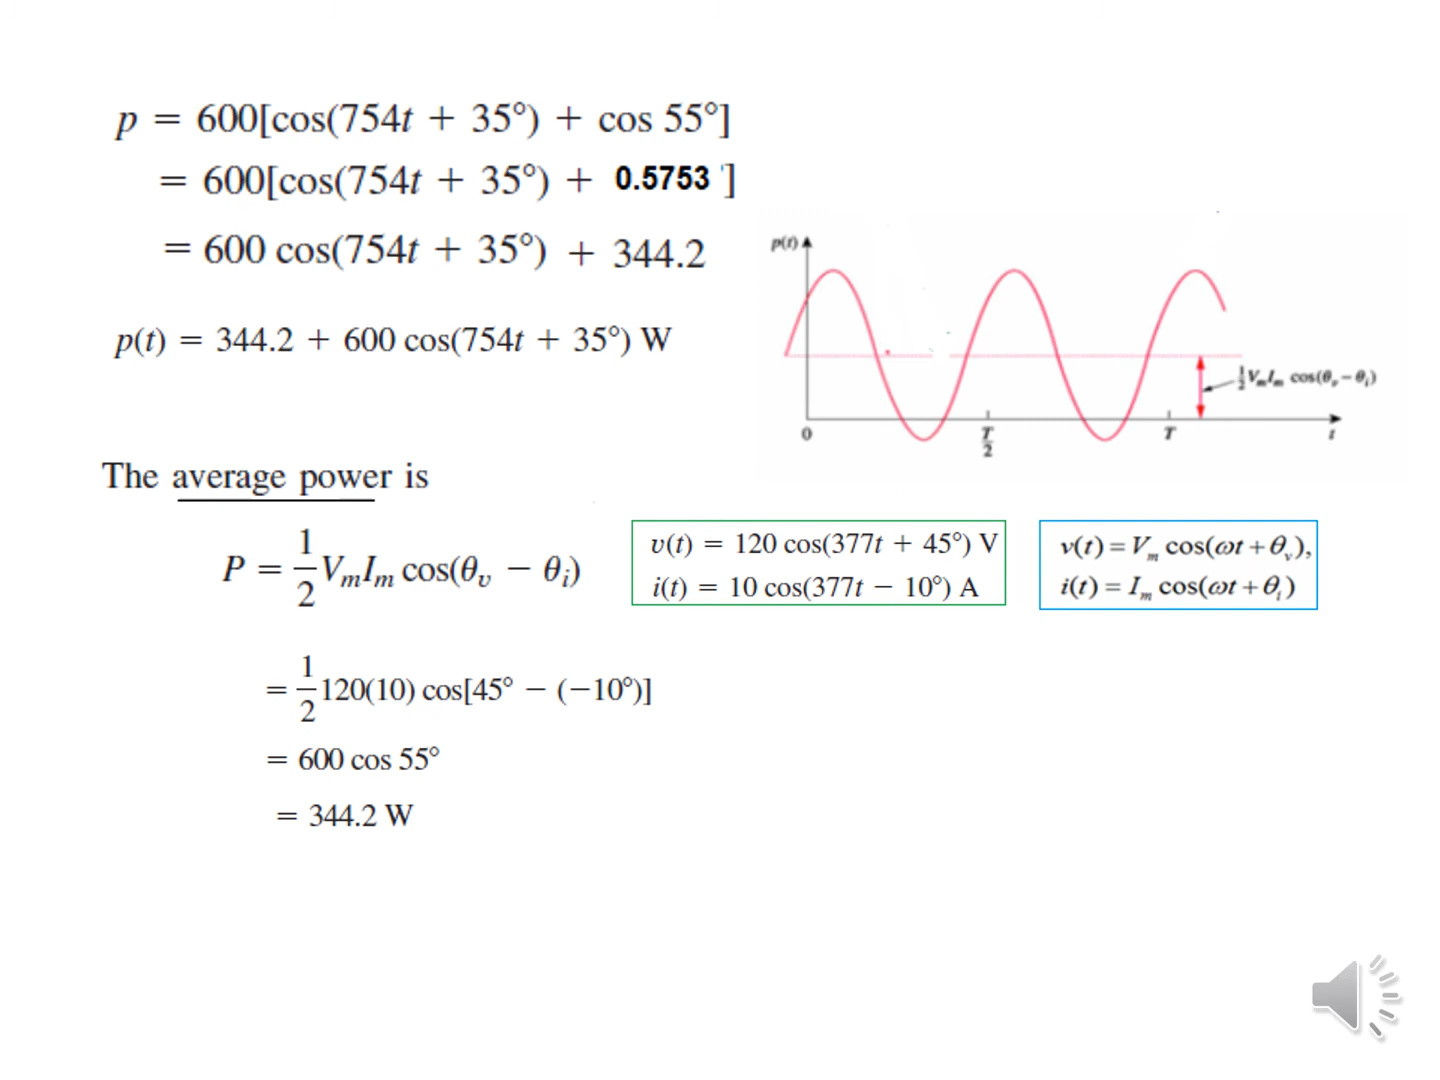 p = 600[cos(754t + 35°) + cos 55°]
= 600[cos(754t + 35°) + 0.5753 ']
= 600 cos(754t + 35°) + 344.2
p(t) = 344.2 + 600 cos(754t + 35°) W
p(t)
½VₘIₘ cos(θᵥ − θᵢ)
0
T/2
T
t
The average power is
P = 1/2 VₘIₘ cos(θᵥ − θᵢ)
v(t) = 120 cos(377t + 45°) V
i(t) = 10 cos(377t − 10°) A
v(t) = Vₘ cos(ωt + θᵥ),
i(t) = Iₘ cos(ωt + θᵢ)
= 1/2 120(10) cos[45° − (−10°)]
= 600 cos 55°
= 344.2 W